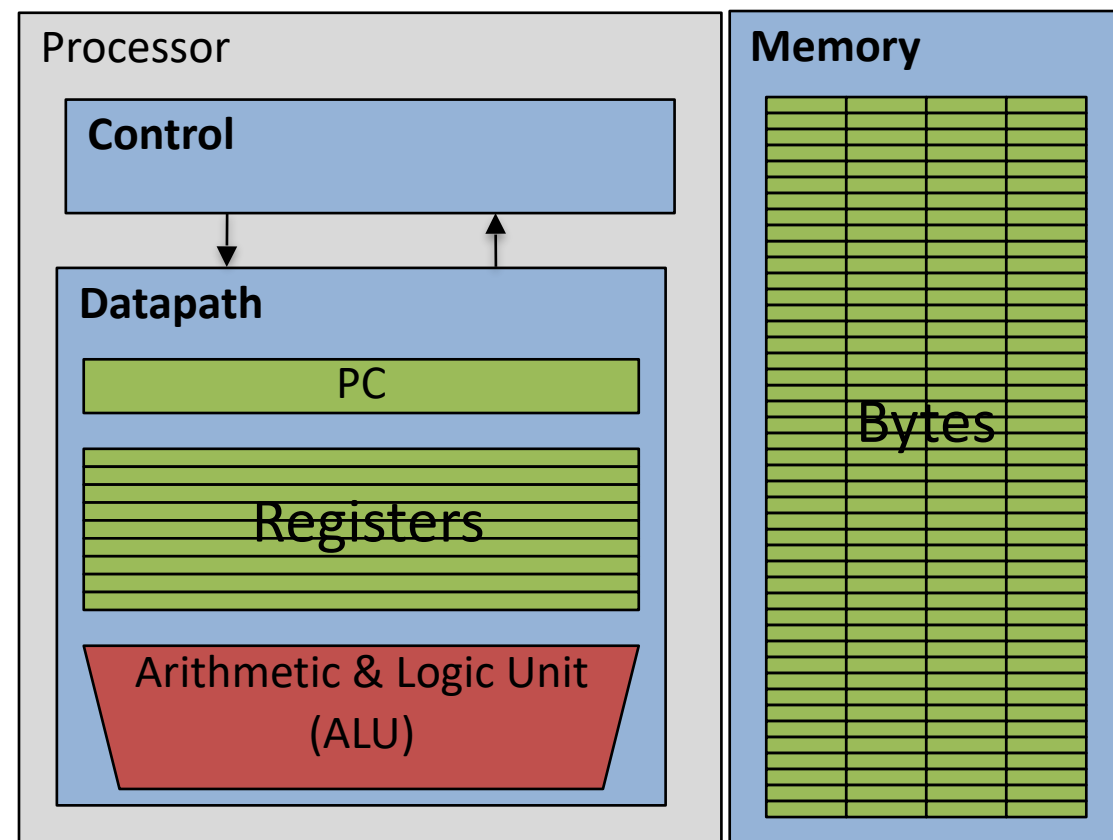 Processor
Control
Datapath
PC
Registers
Arithmetic & Logic Unit
(ALU)
Memory
Bytes